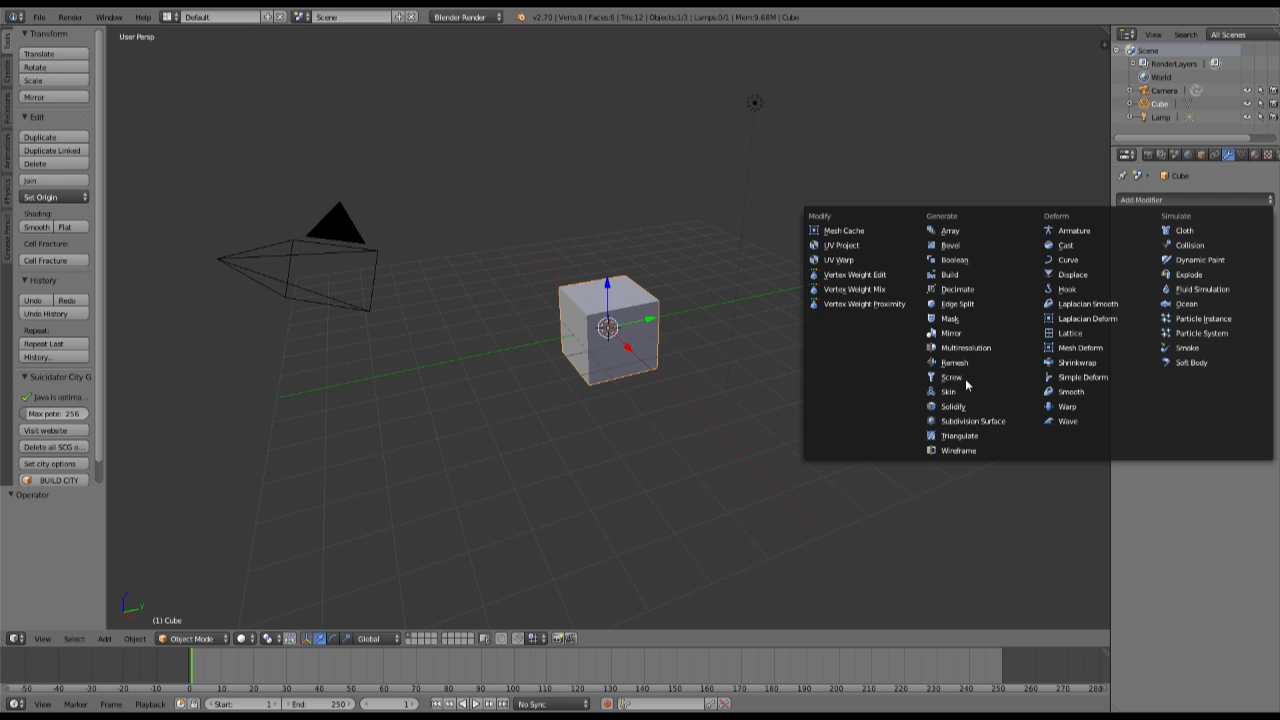 File Render Window Help Default Scene Blender Render v2.70 | Verts:8 | Faces:6 | Tris:12 | Objects:1/3 | Lamps:0/1 | Mem:9.68M | Cube
Tools
Create
Relations
Animation
Physics
Grease Pencil
Transform
Translate
Rotate
Scale
Mirror
Edit
Duplicate
Duplicate Linked
Delete
Join
Set Origin
Shading:
Smooth Flat
Cell Fracture:
Cell Fracture
History
Undo Redo
Undo History
Repeat:
Repeat Last
History...
Suicidator City G
Java is optima...
Max pote: 256
Visit website
Delete all SCG o...
Set city options
BUILD CITY
Operator
User Persp
(1) Cube
View Search All Scenes
Scene
RenderLayers
World
Camera
Cube
Lamp
Cube
Add Modifier
Modify
Mesh Cache
UV Project
UV Warp
Vertex Weight Edit
Vertex Weight Mix
Vertex Weight Proximity
Generate
Array
Bevel
Boolean
Build
Decimate
Edge Split
Mask
Mirror
Multiresolution
Remesh
Screw
Skin
Solidify
Subdivision Surface
Triangulate
Wireframe
Deform
Armature
Cast
Curve
Displace
Hook
Laplacian Smooth
Laplacian Deform
Lattice
Mesh Deform
Shrinkwrap
Simple Deform
Smooth
Warp
Wave
Simulate
Cloth
Collision
Dynamic Paint
Explode
Fluid Simulation
Ocean
Particle Instance
Particle System
Smoke
Soft Body
View Select Add Object Object Mode Global
-50 -40 -30 -20 -10 0 10 20 30 40 50 60 70 80 90 100 110 120 130 140 150 160 170 180 190 200 210 220 230 240 250 260 270 280
View Marker Frame Playback Start: 1 End: 250 1 No Sync